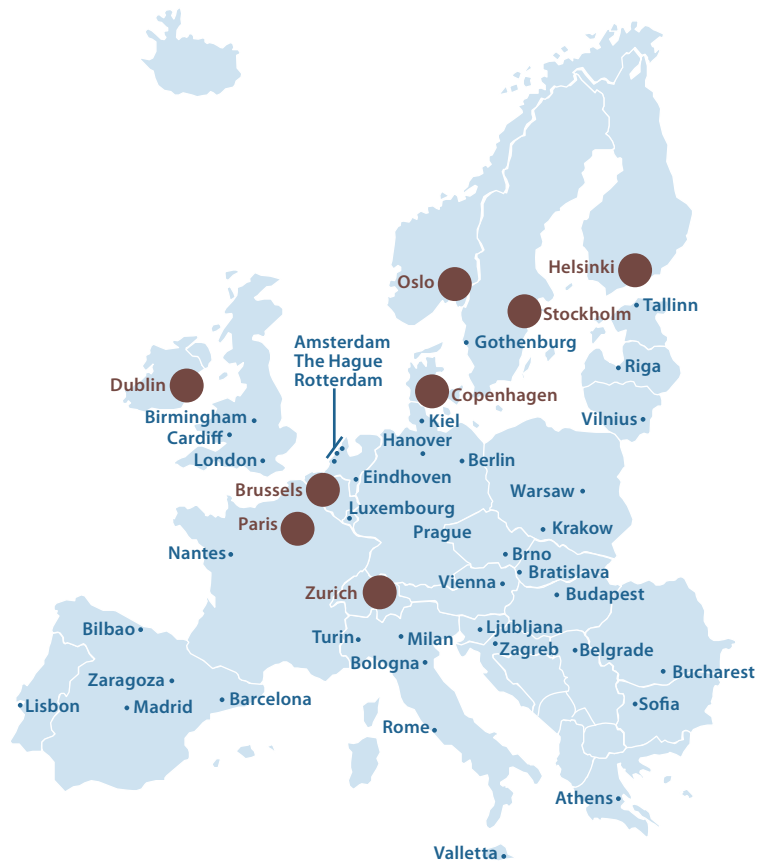 Helsinki
Oslo
Tallinn
Stockholm
Gothenburg
Amsterdam
The Hague
Rotterdam
Riga
Dublin
Copenhagen
Birmingham
Kiel
Vilnius
Cardiff
Hanover
London
Berlin
Eindhoven
Brussels
Warsaw
Luxembourg
Paris
Prague
Krakow
Nantes
Brno
Bratislava
Vienna
Zurich
Budapest
Bilbao
Ljubljana
Turin
Milan
Zagreb
Belgrade
Bologna
Bucharest
Zaragoza
Barcelona
Lisbon
Madrid
Sofia
Rome
Athens
Valletta